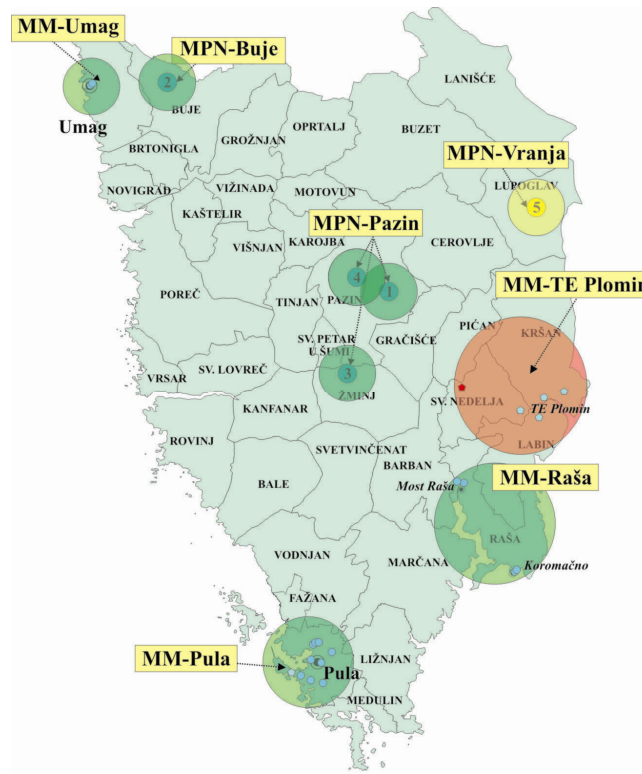 MM-Umag
MPN-Buje
2
BUJE
Umag
LANIŠĆE
OPRTALJ
BUZET
GROŽNJAN
BRTONIGLA
MPN-Vranja
NOVIGRAD
VIŽINADA
MOTOVUN
LUPOGLAV
5
KAŠTELIR
MPN-Pazin
KAROJBA
VIŠNJAN
CEROVLJE
4
1
MM-TE Plomin
POREČ
TINJAN
PAZIN
PIĆAN
KRŠAN
SV. PETAR
U ŠUMI
GRAČIŠĆE
VRSAR
SV. LOVREČ
3
ŽMINJ
SV. NEDELJA
TE Plomin
KANFANAR
ROVINJ
LABIN
SVETVINČENAT
BARBAN
MM-Raša
BALE
Most Raša
RAŠA
VODNJAN
MARČANA
Koromačno
FAŽANA
MM-Pula
Pula
LIŽNJAN
MEDULIN